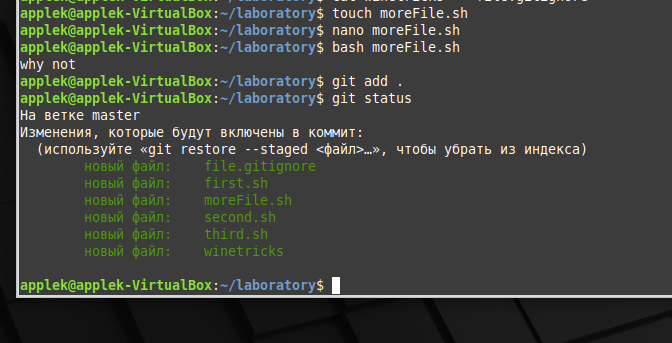 applek@applek-VirtualBox:~/laboratory$ touch moreFile.sh
applek@applek-VirtualBox:~/laboratory$ nano moreFile.sh
applek@applek-VirtualBox:~/laboratory$ bash moreFile.sh
why not
applek@applek-VirtualBox:~/laboratory$ git add .
applek@applek-VirtualBox:~/laboratory$ git status
На ветке master
Изменения, которые будут включены в коммит:
  (используйте «git restore --staged <файл>…», чтобы убрать из индекса)
        новый файл:    file.gitignore
        новый файл:    first.sh
        новый файл:    moreFile.sh
        новый файл:    second.sh
        новый файл:    third.sh
        новый файл:    winetricks
applek@applek-VirtualBox:~/laboratory$